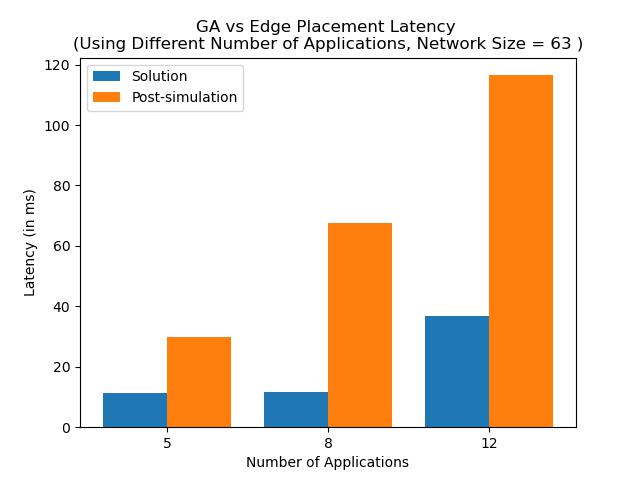 GA vs Edge Placement Latency
(Using Different Number of Applications, Network Size = 63 )
Solution
Post-simulation
Latency (in ms)
120
100
80
60
40
20
0
5 8 12
Number of Applications